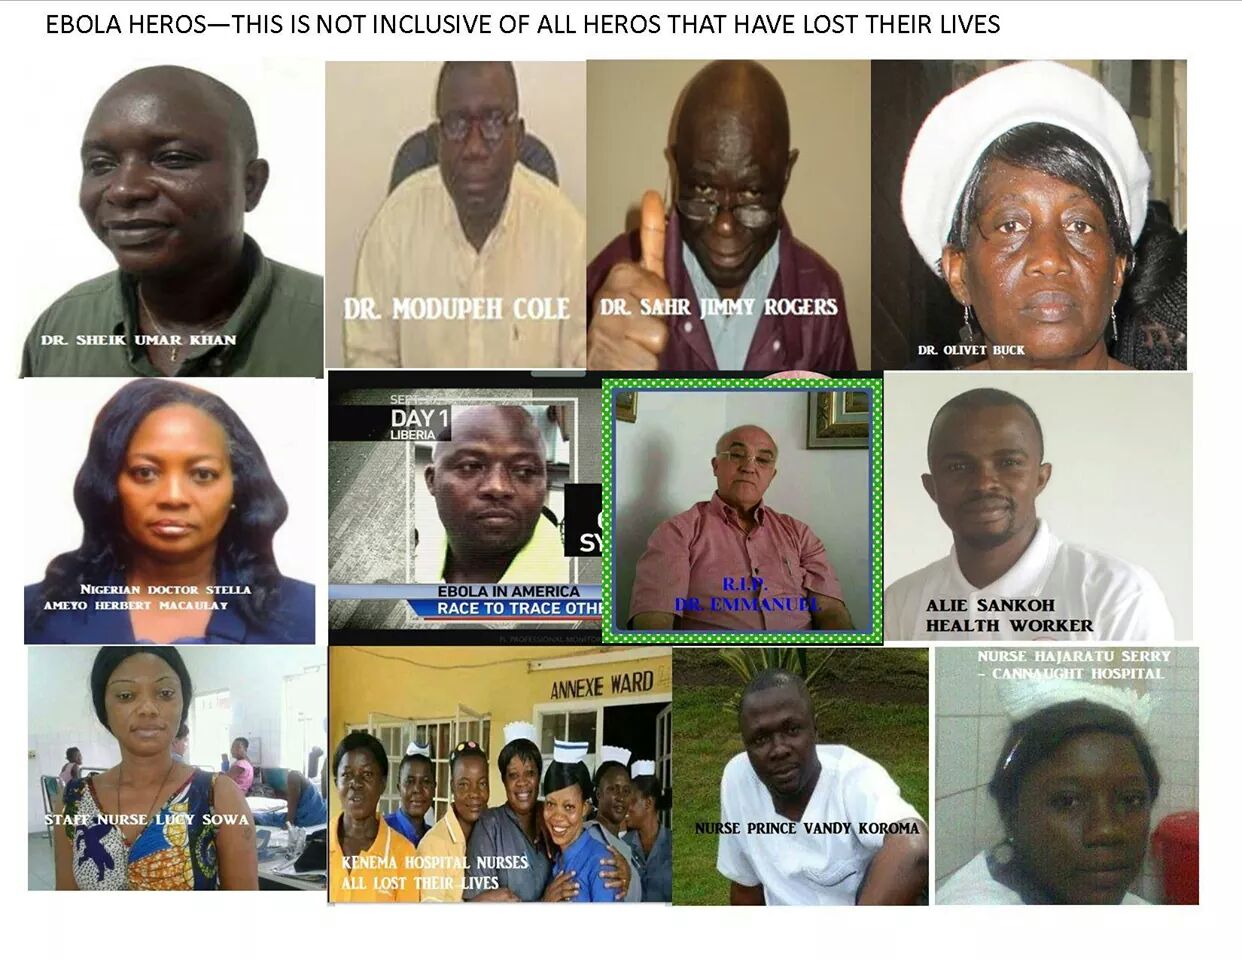 EBOLA HEROS—THIS IS NOT INCLUSIVE OF ALL HEROS THAT HAVE LOST THEIR LIVES
DR. SHEIK UMAR KHAN
DR. MODUPEH COLE
DR. SAHR JIMMY ROGERS
DR. OLIVET BUCK
NIGERIAN DOCTOR STELLA
AMEYO HERBERT MACAULAY
DAY 1
LIBERIA
SY
EBOLA IN AMERICA
RACE TO TRACE OTH
R.I.P.
DR. EMMANUEL
ALIE SANKOH
HEALTH WORKER
STAFF NURSE LUCY SOWA
ANNEXE WARD
KENEMA HOSPITAL NURSES
ALL LOST THEIR LIVES
NURSE PRINCE VANDY KOROMA
NURSE HAJARATU SERRY
- CANNAUGHT HOSPITAL